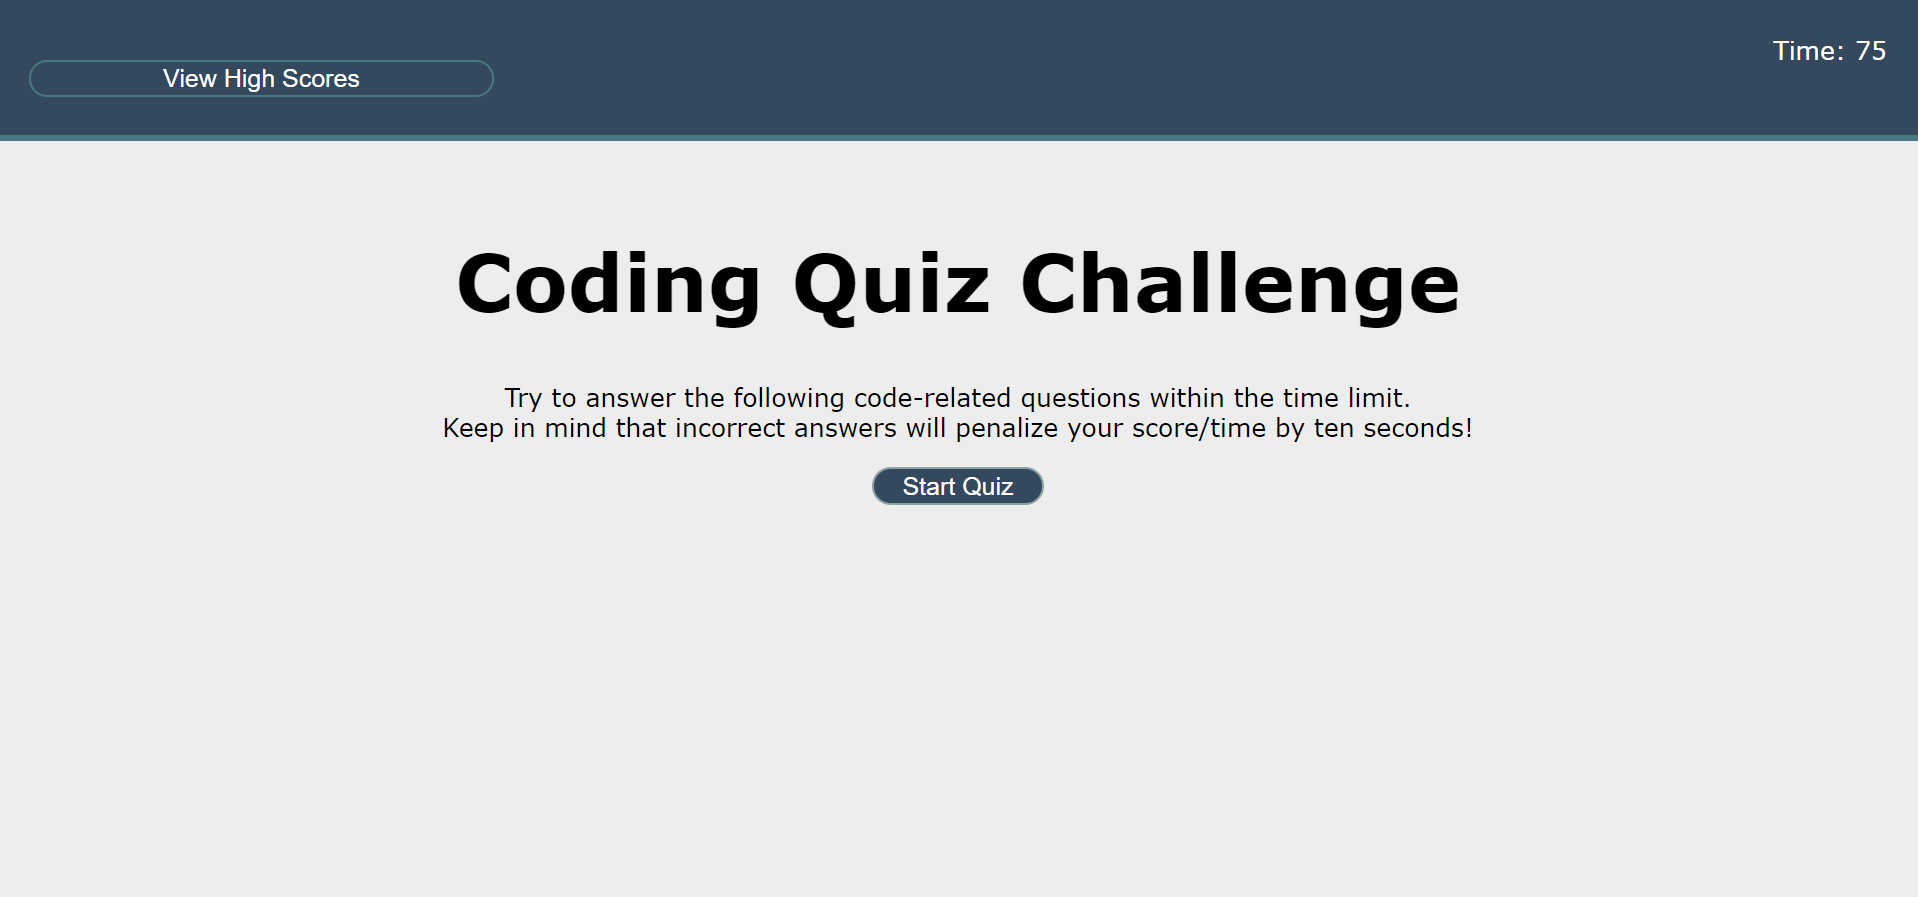 View High Scores
Time: 75
Coding Quiz Challenge
Try to answer the following code-related questions within the time limit.
Keep in mind that incorrect answers will penalize your score/time by ten seconds!
Start Quiz